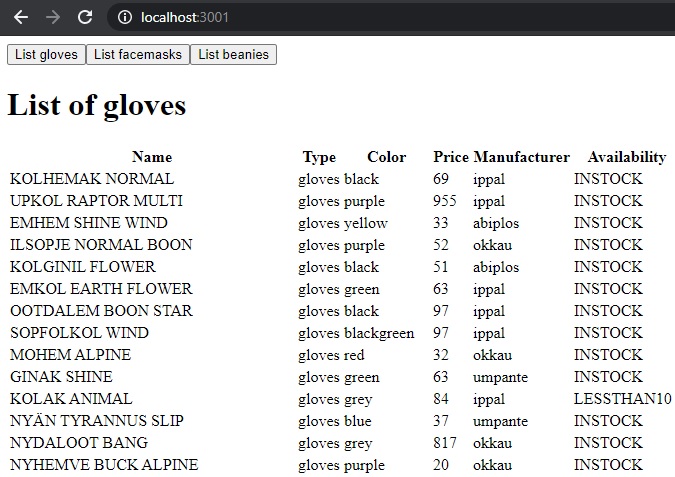 localhost:3001
List gloves List facemasks List beanies
List of gloves
Name Type Color Price Manufacturer Availability
KOLHEMAK NORMAL gloves black 69 ippal INSTOCK
UPKOL RAPTOR MULTI gloves purple 955 ippal INSTOCK
EMHEM SHINE WIND gloves yellow 33 abiplos INSTOCK
ILSOPJE NORMAL BOON gloves purple 52 okkau INSTOCK
KOLGINIL FLOWER gloves black 51 abiplos INSTOCK
EMKOL EARTH FLOWER gloves green 63 ippal INSTOCK
OOTDALEM BOON STAR gloves black 97 ippal INSTOCK
SOPFOLKOL WIND gloves blackgreen 97 ippal INSTOCK
MOHEM ALPINE gloves red 32 okkau INSTOCK
GINAK SHINE gloves green 63 umpante INSTOCK
KOLAK ANIMAL gloves grey 84 ippal LESSTHAN10
NYÄN TYRANNUS SLIP gloves blue 37 umpante INSTOCK
NYDALOOT BANG gloves grey 817 okkau INSTOCK
NYHEMVE BUCK ALPINE gloves purple 20 okkau INSTOCK